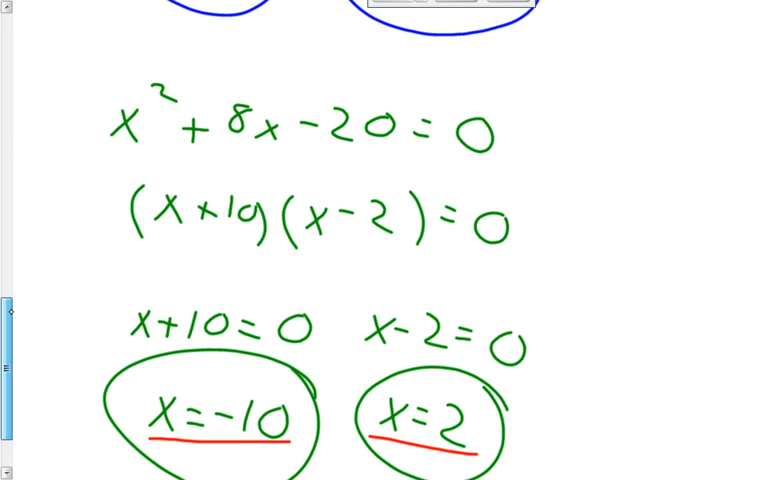 x² + 8x - 20 = 0
(x + 10)(x - 2) = 0
x + 10 = 0 x - 2 = 0
x = -10 x = 2